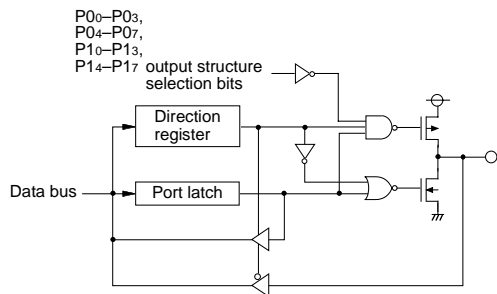 P00–P03,
P04–P07,
P10–P13,
P14–P17 output structure
selection bits
Direction
register
Data bus
Port latch